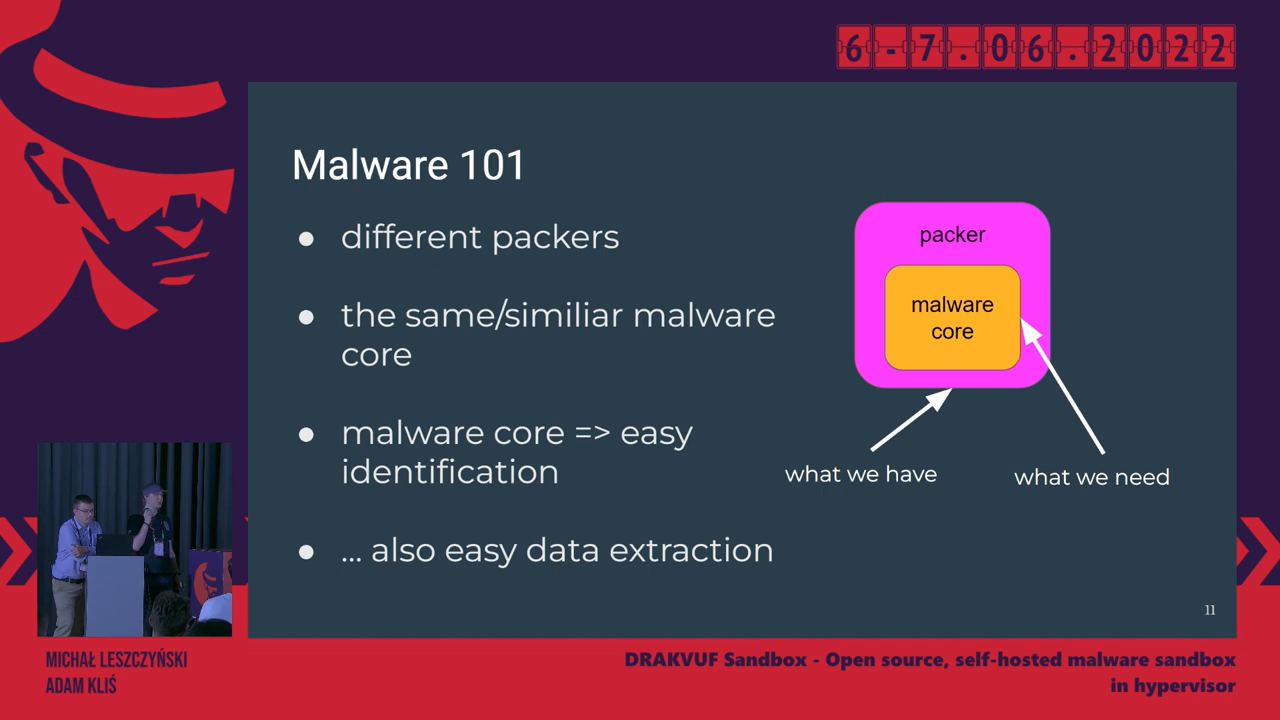 6-7.06.2022
Malware 101
● different packers
● the same/similiar malware
core
● malware core => easy
identification
● ... also easy data extraction
packer
malware
core
what we have
what we need
11
MICHAŁ LESZCZYŃSKI
ADAM KLIŚ
DRAKVUF Sandbox - Open source, self-hosted malware sandbox
in hypervisor